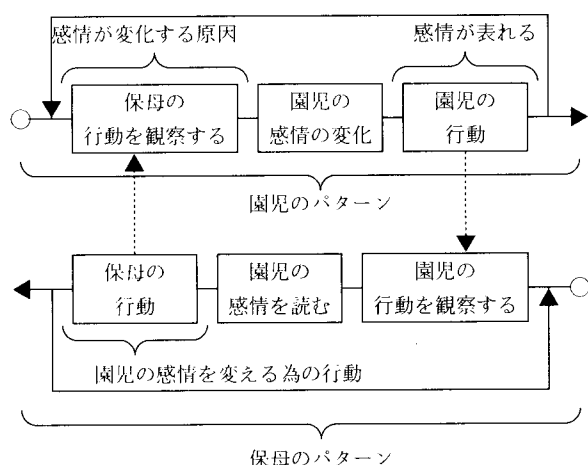 感情が変化する原因
感情が表れる
保母の
行動を観察する
園児の
感情の変化
園児の
行動
園児のパターン
保母の
行動
園児の
感情を読む
園児の
行動を観察する
園児の感情を変える為の行動
保母のパターン